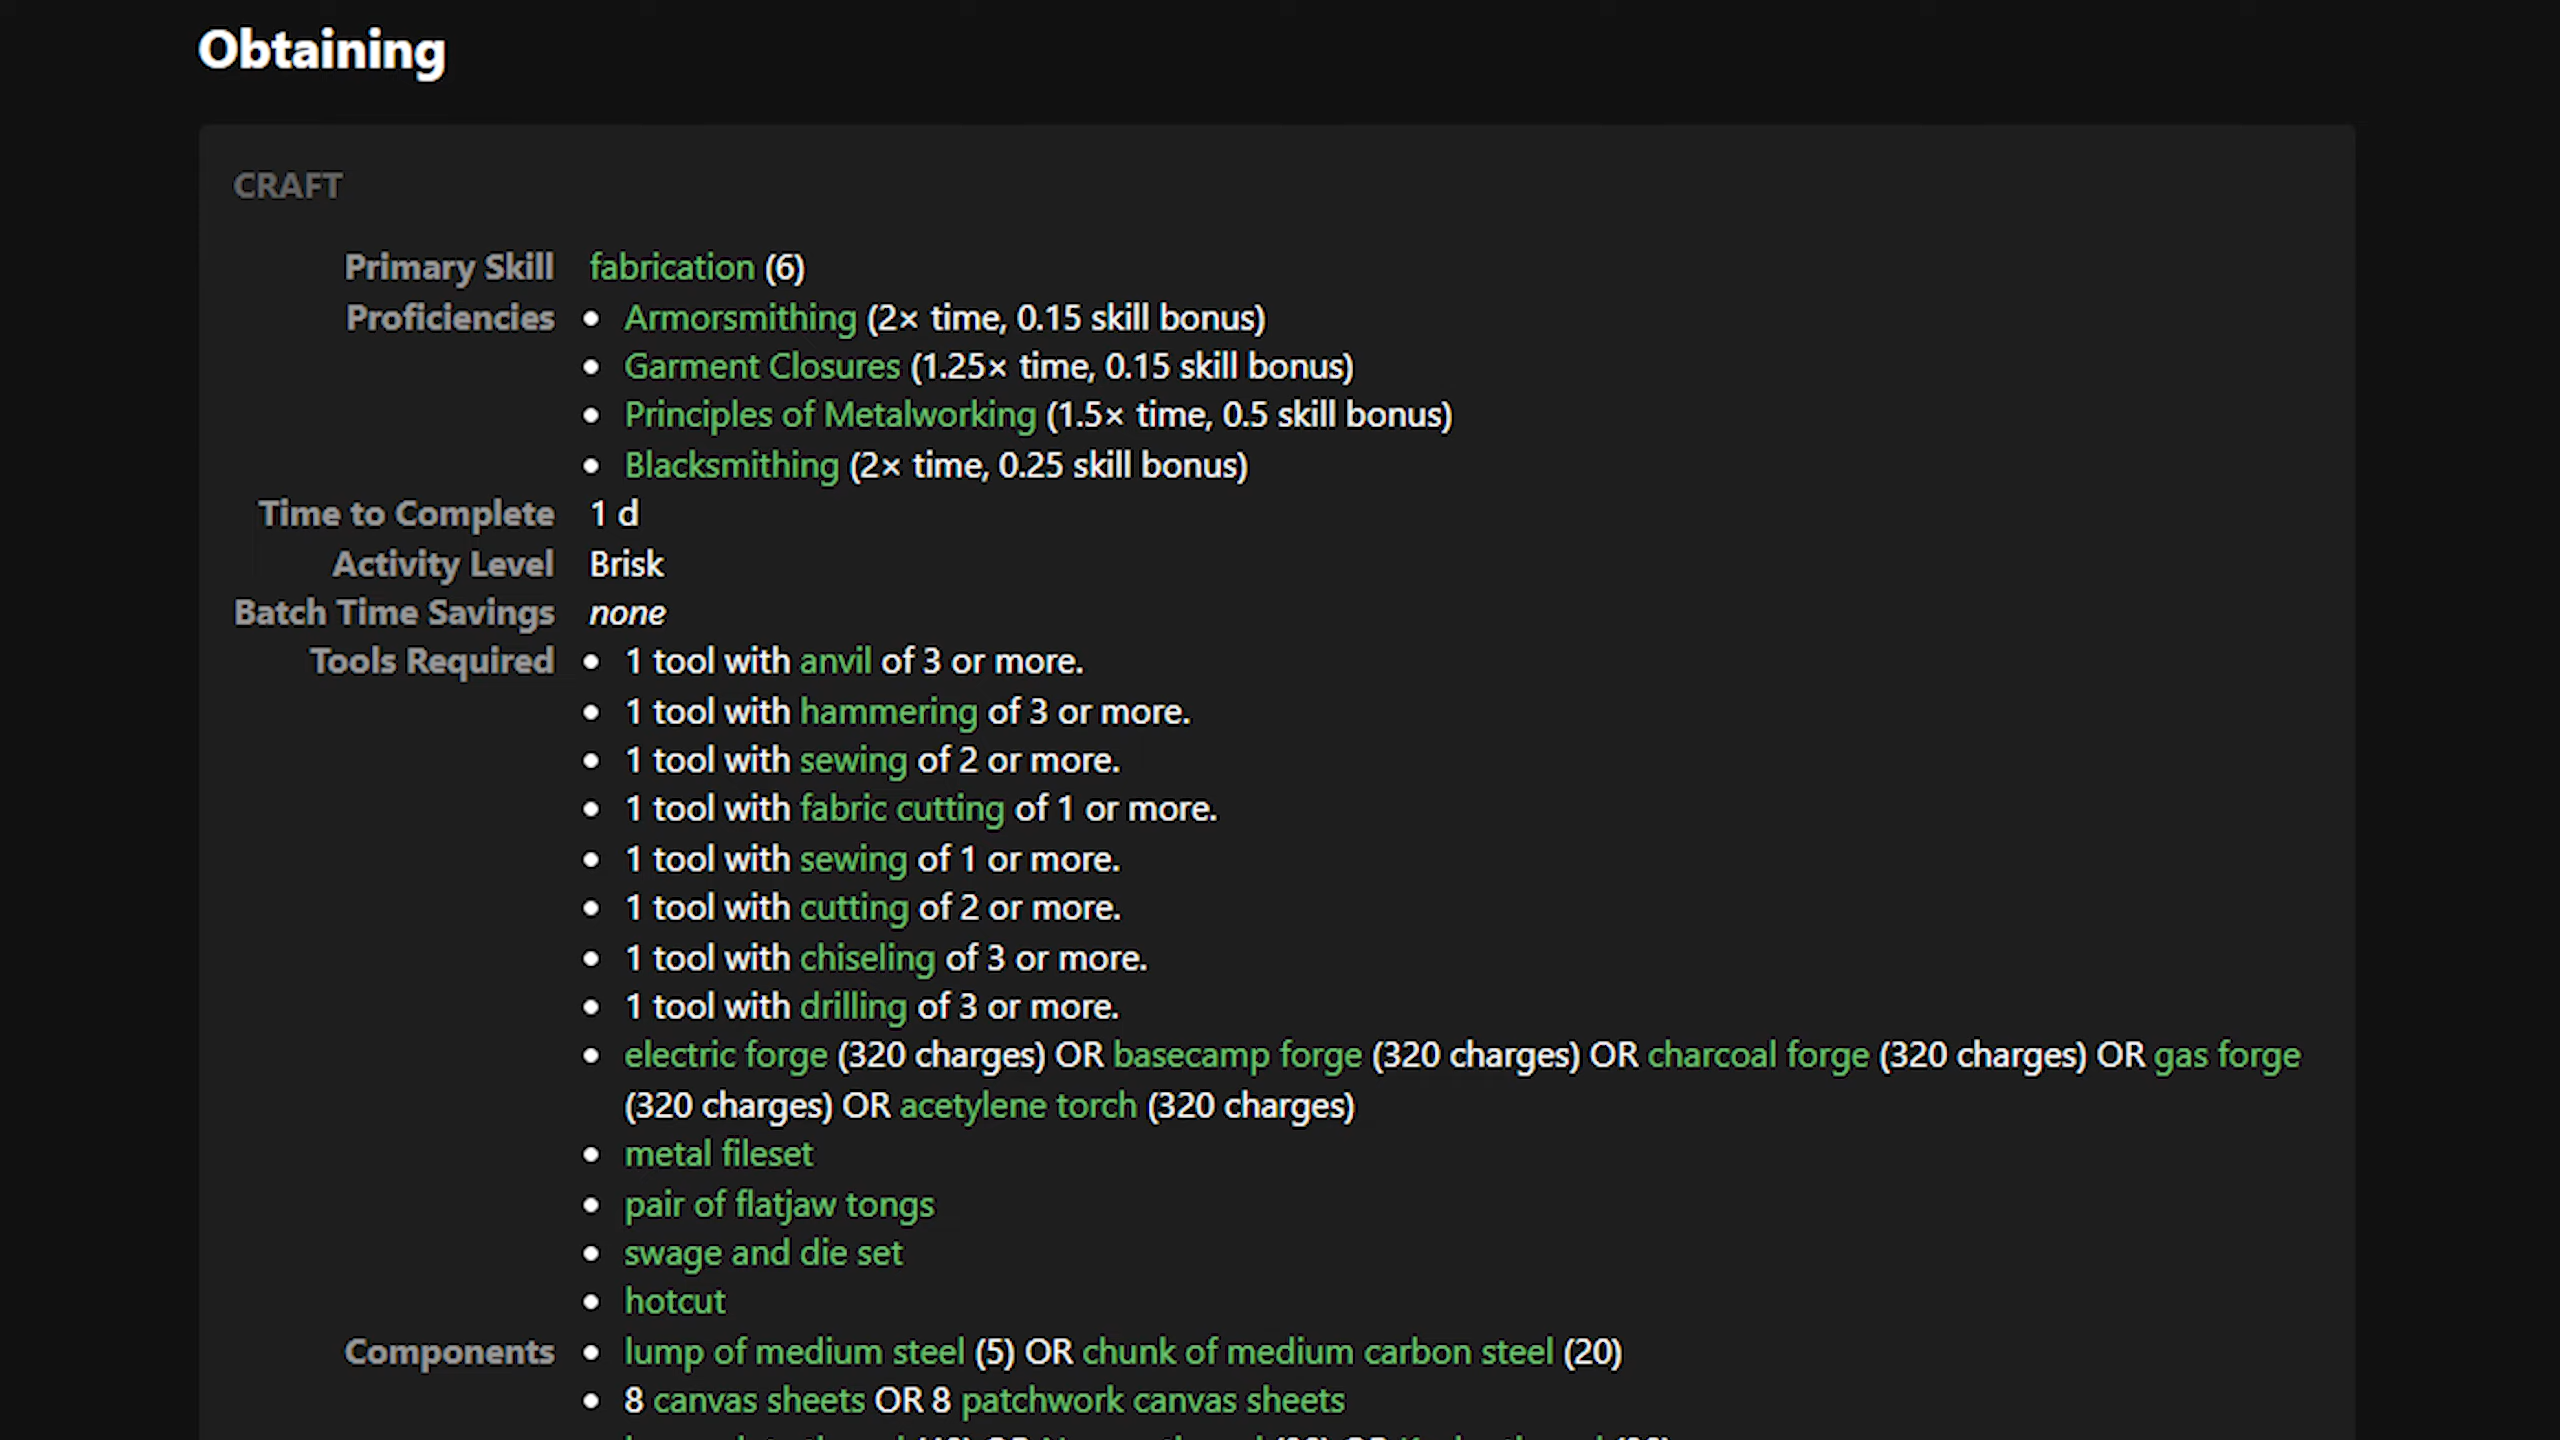 Obtaining
CRAFT
Primary Skill fabrication (6)
Proficiencies • Armorsmithing (2× time, 0.15 skill bonus)
• Garment Closures (1.25× time, 0.15 skill bonus)
• Principles of Metalworking (1.5× time, 0.5 skill bonus)
• Blacksmithing (2× time, 0.25 skill bonus)
Time to Complete 1 d
Activity Level Brisk
Batch Time Savings none
Tools Required • 1 tool with anvil of 3 or more.
• 1 tool with hammering of 3 or more.
• 1 tool with sewing of 2 or more.
• 1 tool with fabric cutting of 1 or more.
• 1 tool with sewing of 1 or more.
• 1 tool with cutting of 2 or more.
• 1 tool with chiseling of 3 or more.
• 1 tool with drilling of 3 or more.
• electric forge (320 charges) OR basecamp forge (320 charges) OR charcoal forge (320 charges) OR gas forge
(320 charges) OR acetylene torch (320 charges)
• metal fileset
• pair of flatjaw tongs
• swage and die set
• hotcut
Components • lump of medium steel (5) OR chunk of medium carbon steel (20)
• 8 canvas sheets OR 8 patchwork canvas sheets